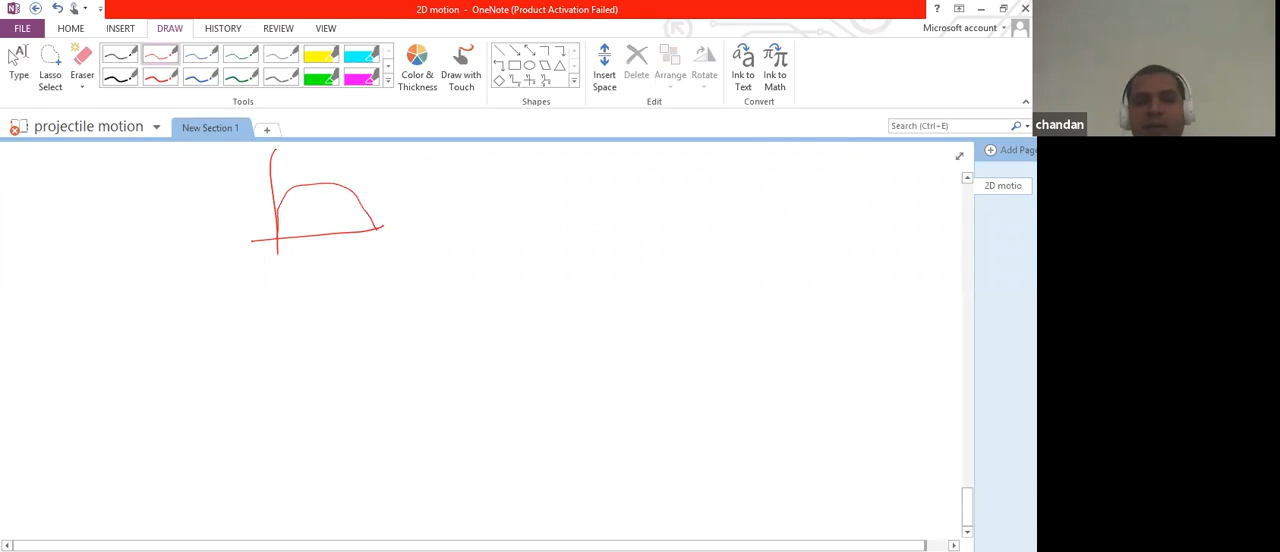 2D motion - OneNote (Product Activation Failed)
?
FILE
HOME
INSERT
DRAW
HISTORY
REVIEW
VIEW
Microsoft account
Type
Lasso Select
Eraser
Color & Thickness
Draw with Touch
Insert Space
Delete
Arrange
Rotate
Ink to Text
Ink to Math
Tools
Shapes
Edit
Convert
projectile motion
New Section 1
+
Search (Ctrl+E)
chandan
Add Page
2D motio